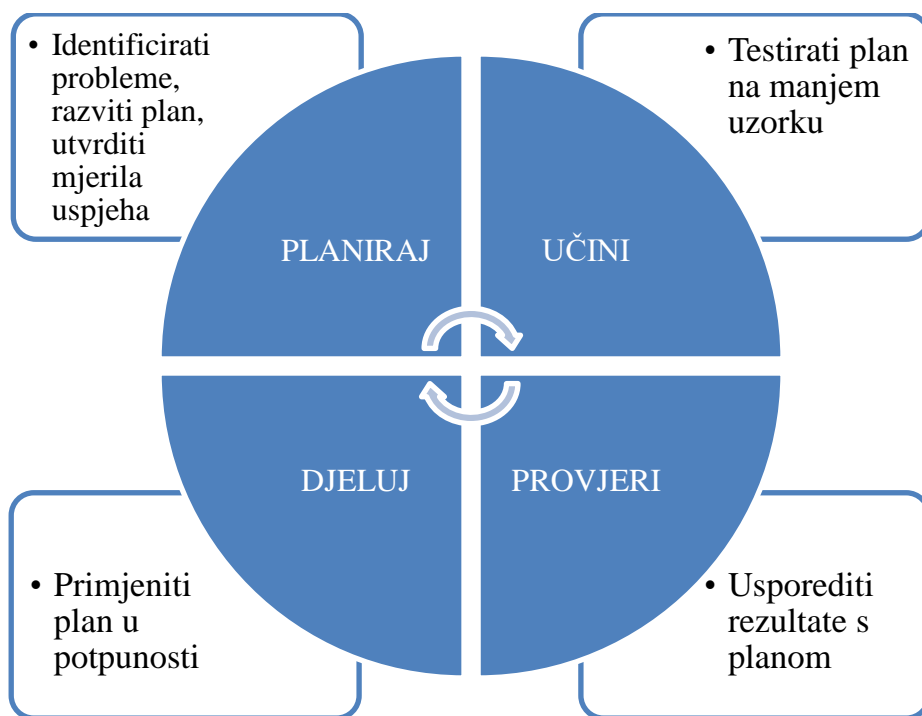 • Identificirati
probleme,
razviti plan,
utvrditi
mjerila
uspjeha
• Testirati plan
na manjem
uzorku
PLANIRAJ
UČINI
DJELUJ
PROVJERI
• Primjeniti
plan u
potpunosti
• Usporediti
rezultate s
planom